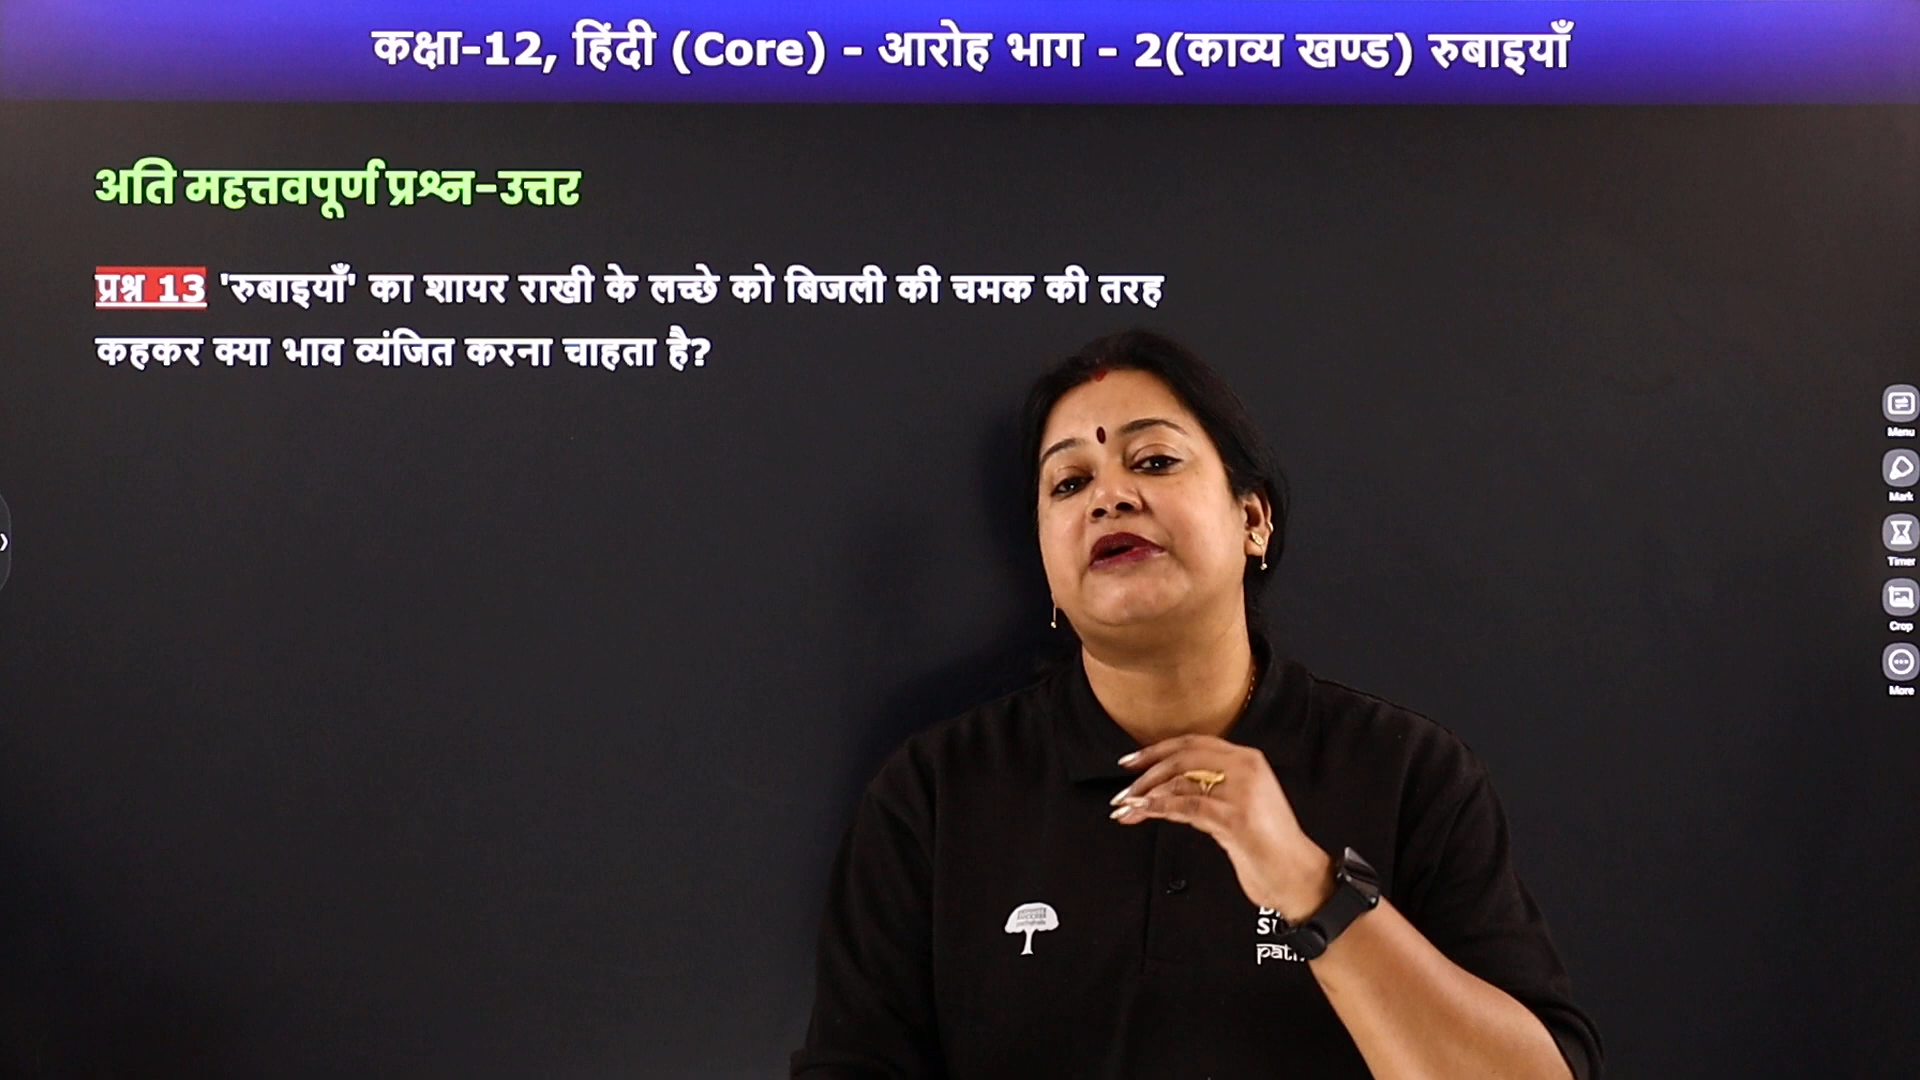 कक्षा-12, हिंदी (Core) - आरोह भाग - 2(काव्य खण्ड) रुबाइयाँ
अति महत्तवपूर्ण प्रश्न-उत्तर
प्रश्न 13 'रुबाइयाँ' का शायर राखी के लच्छे को बिजली की चमक की तरह
कहकर क्या भाव व्यंजित करना चाहता है?
Menu
Mark
Timer
Crop
More